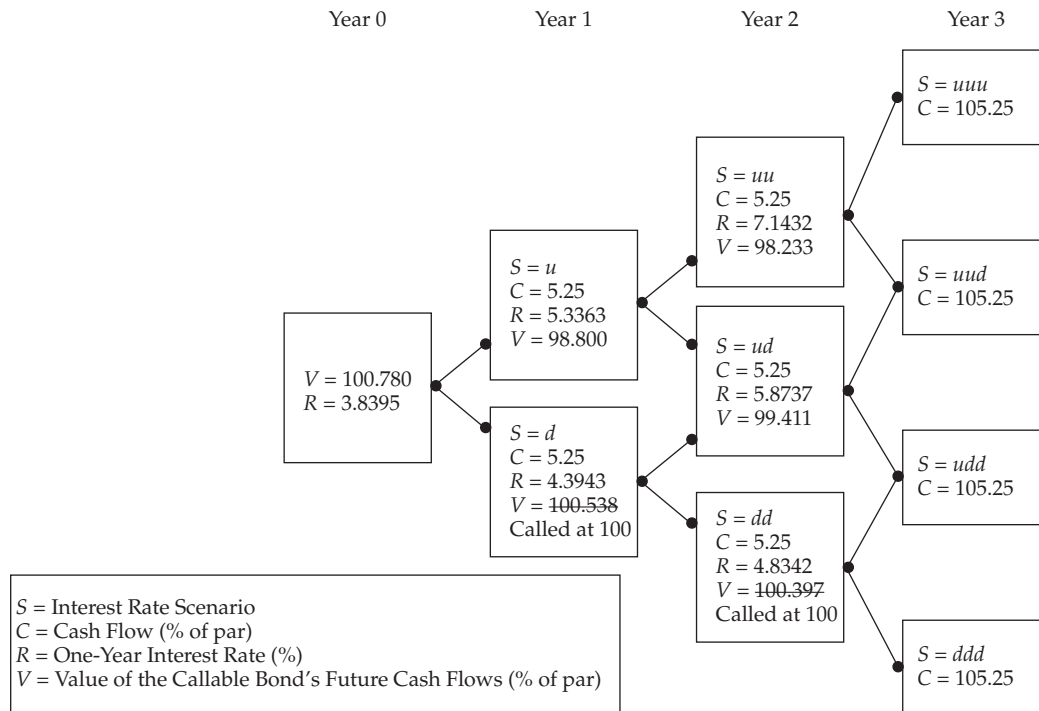 Year 0
Year 1
Year 2
Year 3
V = 100.780
R = 3.8395
S = u
C = 5.25
R = 5.3363
V = 98.800
S = d
C = 5.25
R = 4.3943
V = 100.538
Called at 100
S = uu
C = 5.25
R = 7.1432
V = 98.233
S = ud
C = 5.25
R = 5.8737
V = 99.411
S = dd
C = 5.25
R = 4.8342
V = 100.397
Called at 100
S = uuu
C = 105.25
S = uud
C = 105.25
S = udd
C = 105.25
S = ddd
C = 105.25
S = Interest Rate Scenario
C = Cash Flow (% of par)
R = One-Year Interest Rate (%)
V = Value of the Callable Bond's Future Cash Flows (% of par)